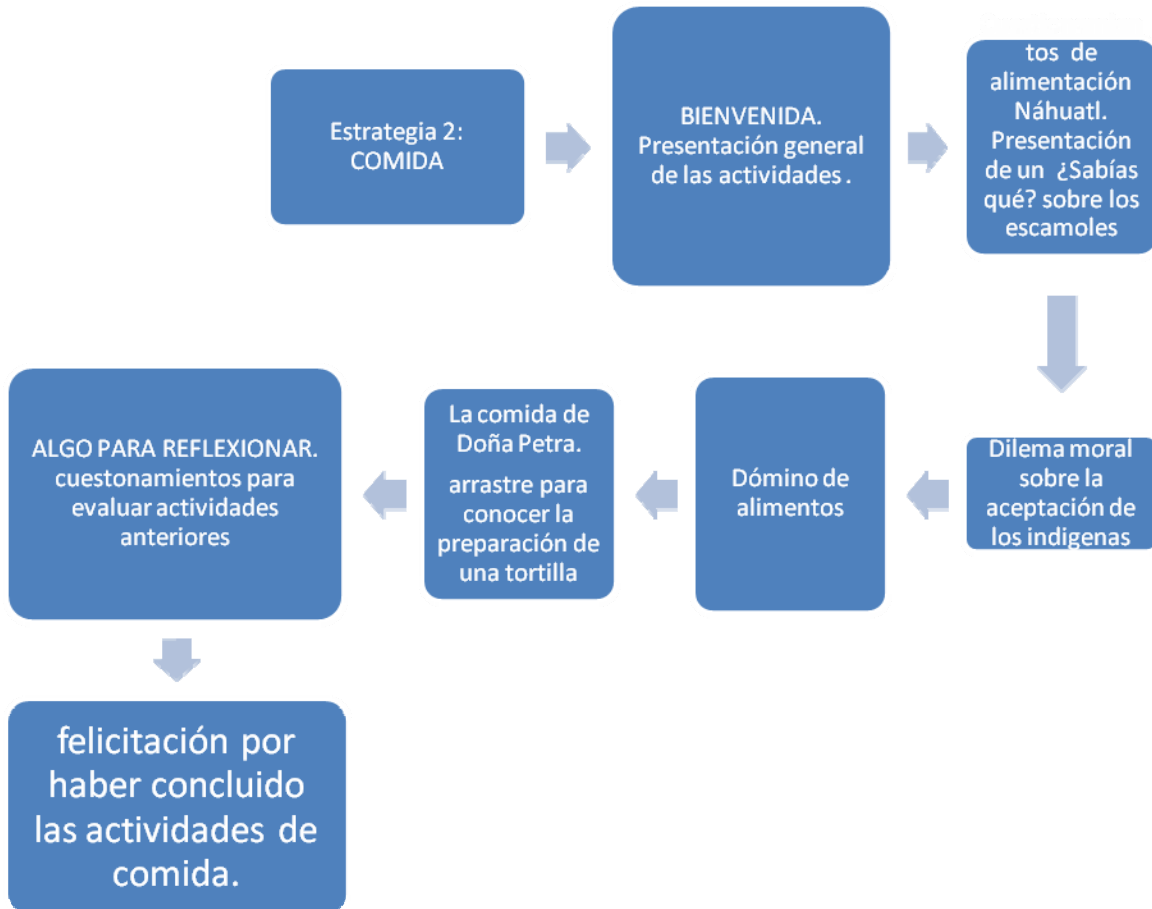 Estrategia 2:
COMIDA
BIENVENIDA.
Presentación general
de las actividades .
tos de
alimentación
Náhuatl.
Presentación
de un ¿Sabías
qué? sobre los
escamoles
Dilema moral
sobre la
aceptación de
los indigenas
Dómino de
alimentos
La comida de
Doña Petra.
arrastre para
conocer la
preparación de
una tortilla
ALGO PARA REFLEXIONAR.
cuestonamientos para
evaluar actividades
anteriores
felicitación por
haber concluido
las actividades de
comida.